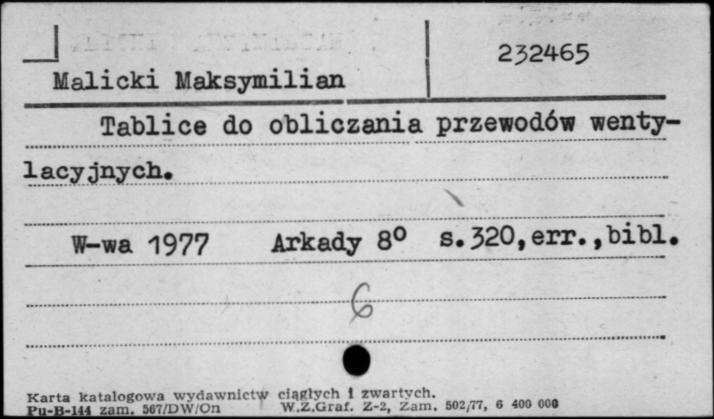 232465
Malicki Maksymilian
Tablice do obliczania przewodów wenty-
lacyjnych.
W-wa 1977 Arkady 8° s.320,err.,bibl.
6
Karta katalogowa wydawnictw ciągłych i zwartych.
Pu-B-144 zam. 567/DW/On W.Z.Graf. Z-2, Zam. 502/77, 6 400 000